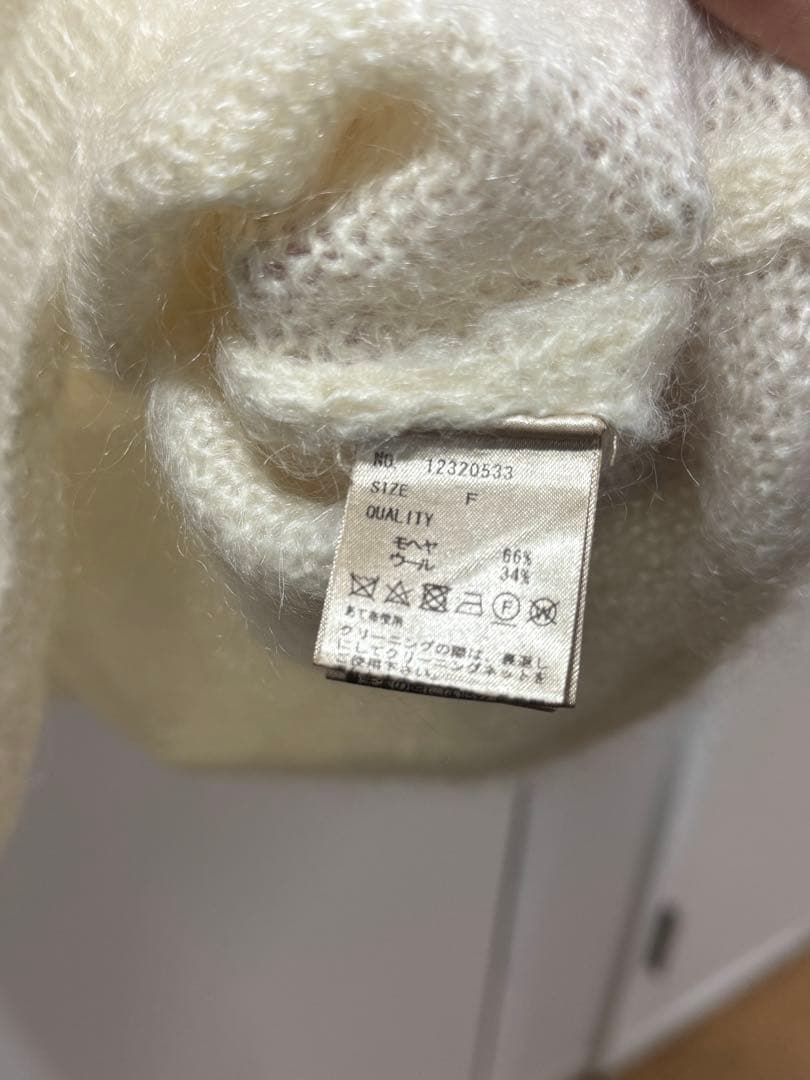 NO. 12320533
SIZE F
QUALITY
モヘヤ 66%
ウール 34%
F W
あて布使用
クリーニングの際は、裏返し
にしてクリーニングネットを
ご使用下さい。